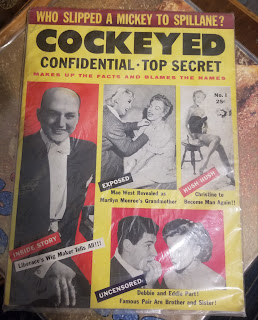 WHO SLIPPED A MICKEY TO SPILLANE?
COCKEYED
CONFIDENTIAL · TOP SECRET
MAKES UP THE FACTS AND BLAMES THE NAMES
No. 1
25¢
EXPOSED
Mae West Revealed as
Marilyn Monroe's Grandmother
HUSH-HUSH
Christine to
Become Man Again!!
INSIDE STORY
Liberace's Wig Maker Tells All!!!
UNCENSORED
Debbie and Eddie Part!
Famous Pair Are Brother and Sister!